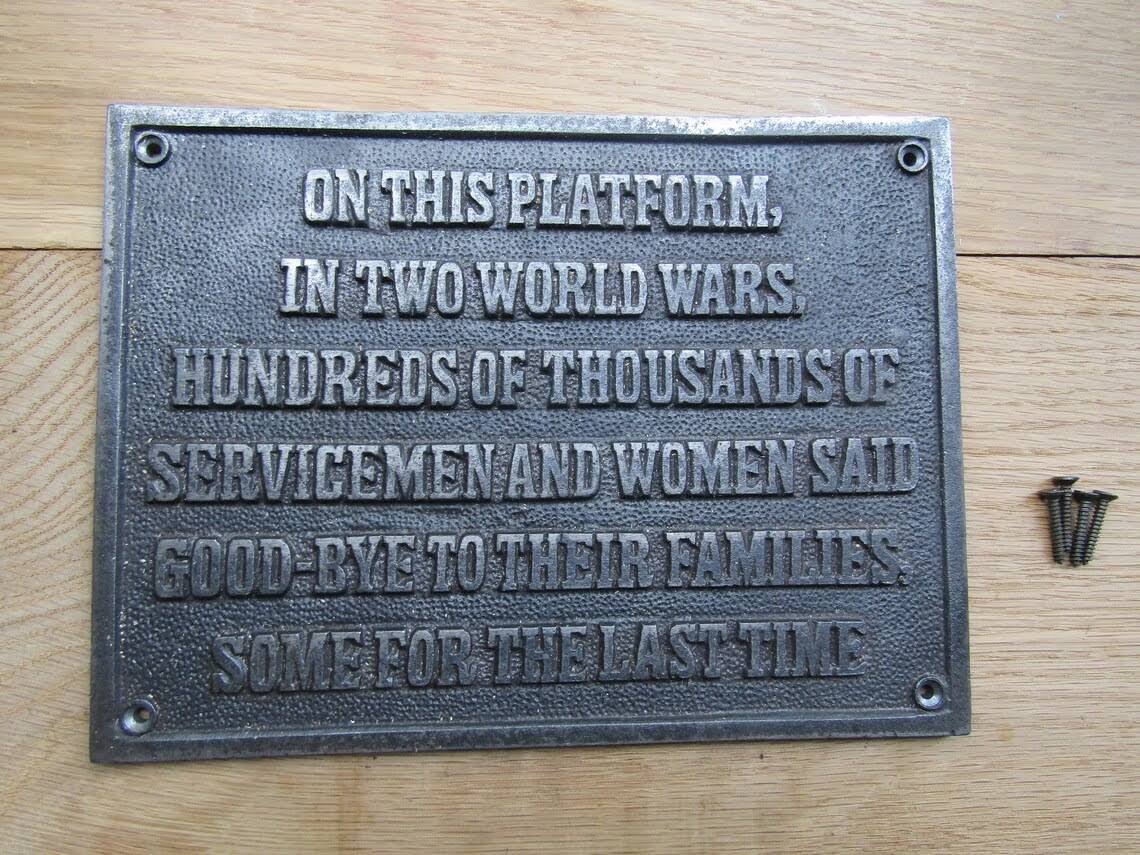 ON THIS PLATFORM,
IN TWO WORLD WARS,
HUNDREDS OF THOUSANDS OF
SERVICEMEN AND WOMEN SAID
GOOD-BYE TO THEIR FAMILIES.
SOME FOR THE LAST TIME